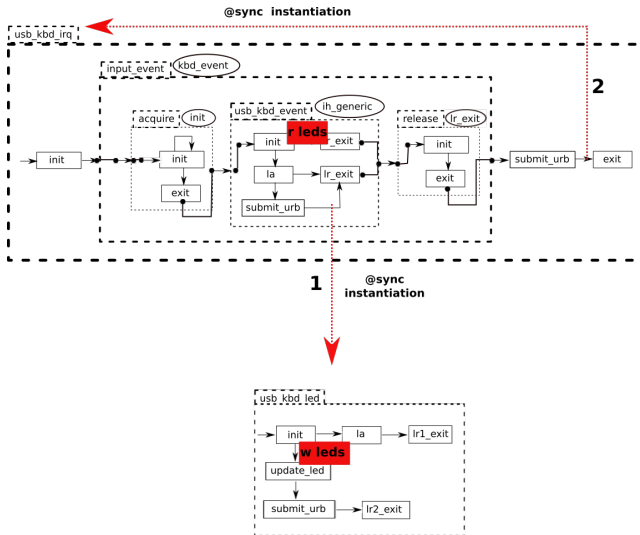 @sync instantiation
usb_kbd_irq
input_event
kbd_event
2
acquire
init
usb_kbd_event
ih_generic
release
lr_exit
r leds
init
init
init
r_exit
init
submit_urb
exit
exit
la
lr_exit
exit
submit_urb
1
@sync
instantiation
usb_kbd_led
init
la
lr1_exit
w leds
update_led
submit_urb
lr2_exit